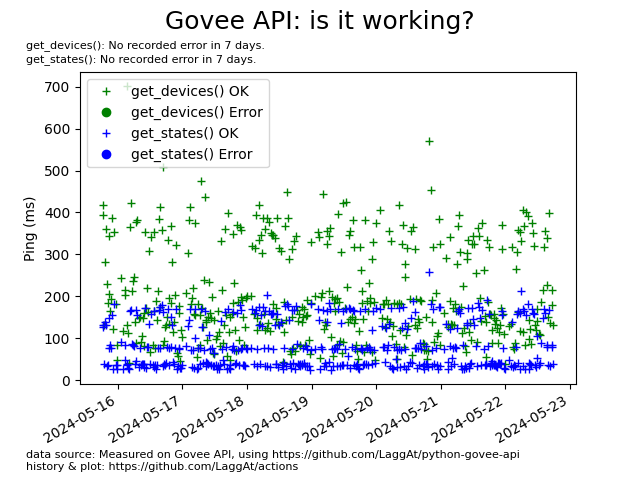 Govee API: is it working?
get_devices(): No recorded error in 7 days.
get_states(): No recorded error in 7 days.
get_devices() OK
get_devices() Error
get_states() OK
get_states() Error
Ping (ms)
700
600
500
400
300
200
100
0
2024-05-16
2024-05-17
2024-05-18
2024-05-19
2024-05-20
2024-05-21
2024-05-22
2024-05-23
data source: Measured on Govee API, using https://github.com/LaggAt/python-govee-api
history & plot: https://github.com/LaggAt/actions